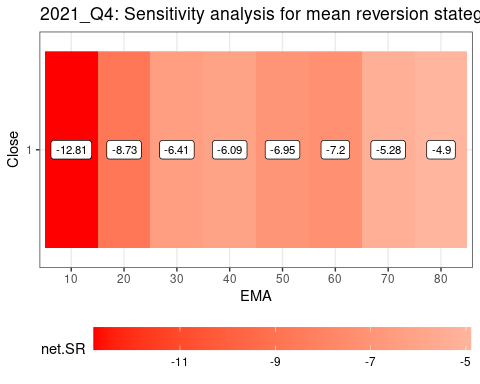 2021_Q4: Sensitivity analysis for mean reversion stateg
Close
1
-12.81 -8.73 -6.41 -6.09 -6.95 -7.2 -5.28 -4.9
10 20 30 40 50 60 70 80
EMA
net.SR
-11 -9 -7 -5